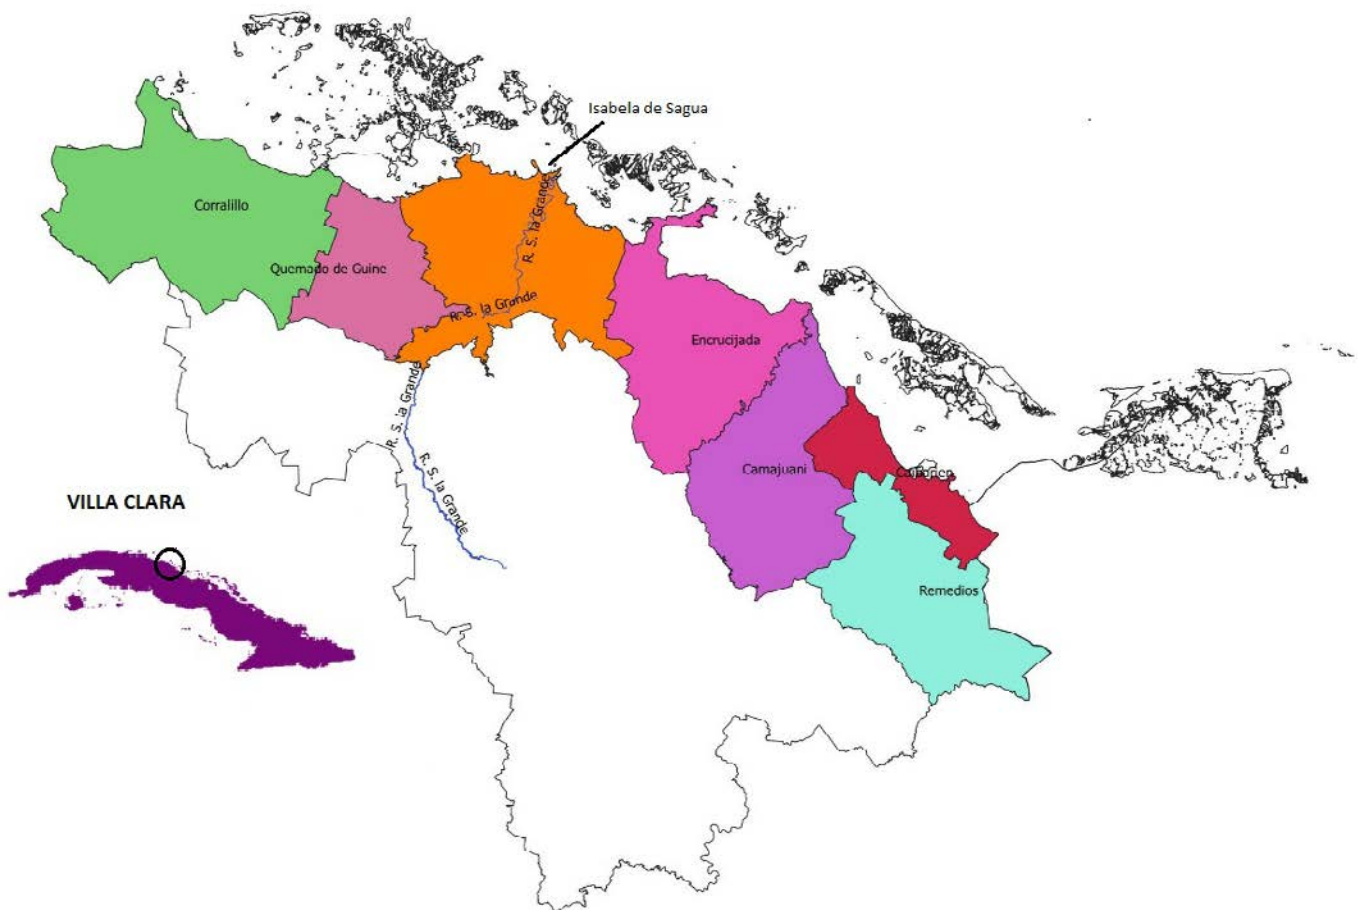 Isabela de Sagua
Corralillo
R. S. la Grande
Quemado de Guine
R. S. la Grande
Encrucijada
R. S. la Grande
Camajuani
R. S. la Grande
VILLA CLARA
Remedios